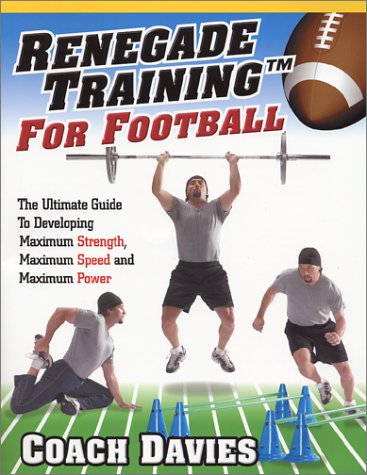 RENEGADE
TRAINING™
FOR FOOTBALL
The Ultimate Guide
To Developing
Maximum Strength,
Maximum Speed and
Maximum Power
COACH DAVIES